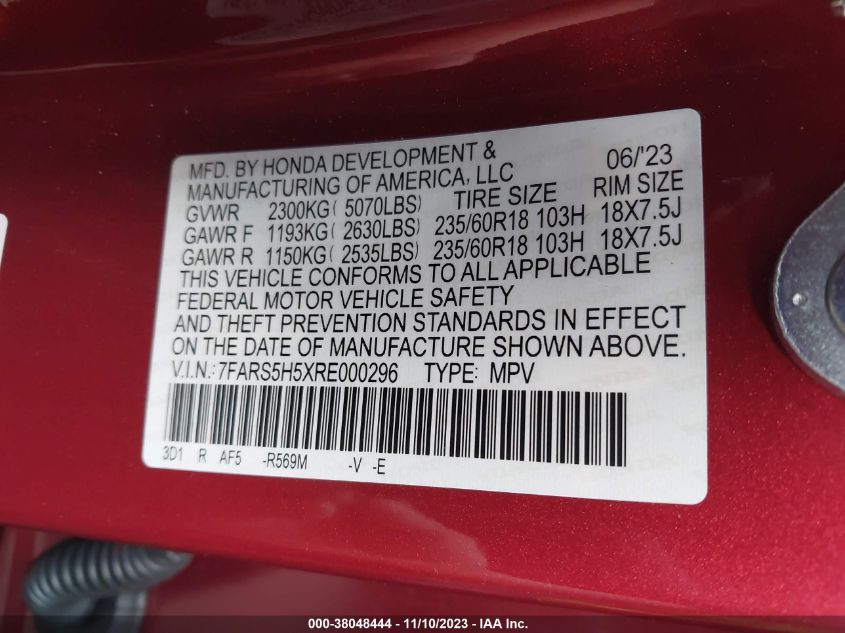 MFD. BY HONDA DEVELOPMENT & 06/'23
MANUFACTURING OF AMERICA, LLC TIRE SIZE RIM SIZE
GVWR 2300KG( 5070LBS)
GAWR F 1193KG( 2630LBS) 235/60R18 103H 18X7.5J
GAWR R 1150KG( 2535LBS) 235/60R18 103H 18X7.5J
THIS VEHICLE CONFORMS TO ALL APPLICABLE
FEDERAL MOTOR VEHICLE SAFETY
AND THEFT PREVENTION STANDARDS IN EFFECT
ON THE DATE OF MANUFACTURE SHOWN ABOVE.
V.I.N.: 7FARS5H5XRE000296 TYPE: MPV
3D1 R AF5 -R569M -V -E
000-38048444 - 11/10/2023 - IAA Inc.